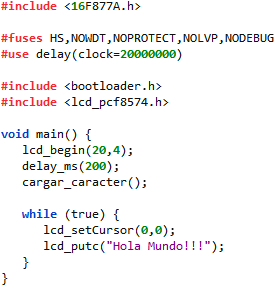 #include <16F877A.h>
#fuses HS,NOWDT,NOPROTECT,NOLVP,NODEBUG
#use delay(clock=20000000)
#include <bootloader.h>
#include <lcd_pcf8574.h>
void main() {
lcd_begin(20,4);
delay_ms(200);
cargar_caracter();
while (true) {
lcd_setCursor(0,0);
lcd_putc("Hola Mundo!!!");
}
}